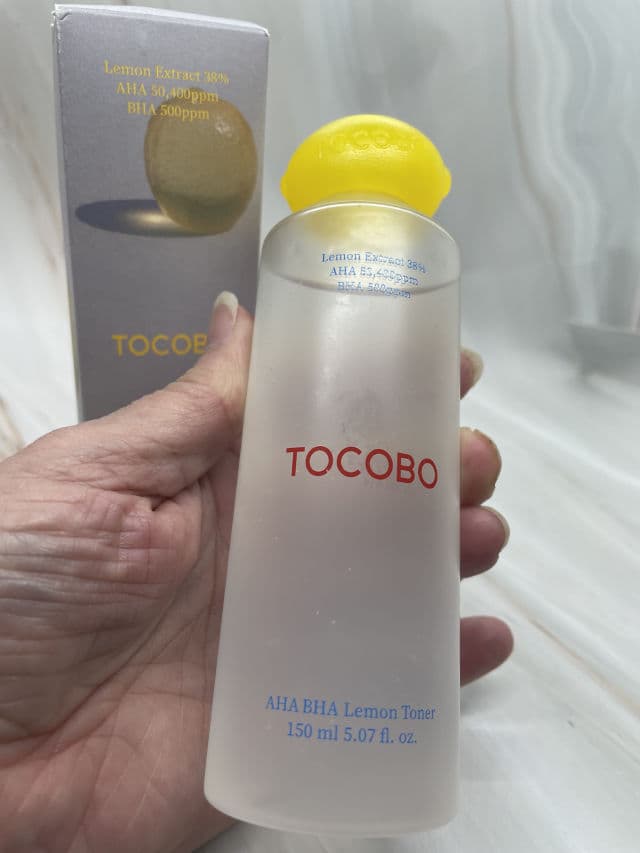 Lemon Extract 38%
AHA 50,400ppm
BHA 500ppm
TOCOB
Lemon Extract 38%
AHA 50,400ppm
BHA 500ppm
TOCOBO
AHA BHA Lemon Toner
150 ml 5.07 fl. oz.